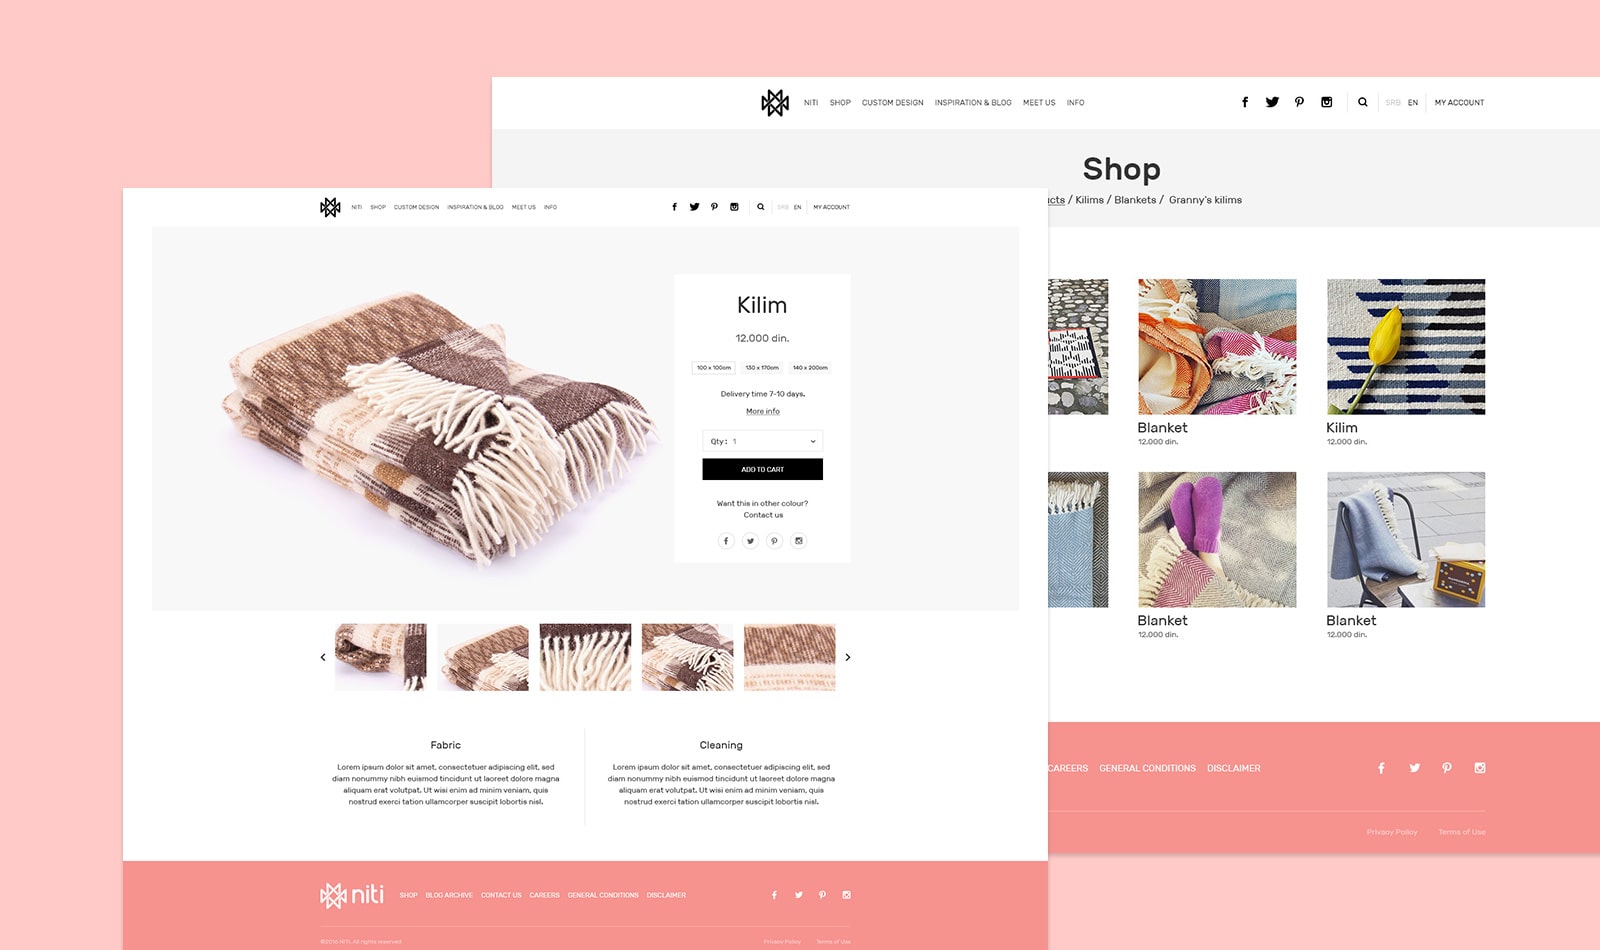 NITI SHOP CUSTOM DESIGN INSPIRATION & BLOG MEET US INFO
SRB EN MY ACCOUNT
Shop
cts / Kilims / Blankets / Granny's kilims
Blanket
12.000 din.
Kilim
12.000 din.
Blanket
12.000 din.
Blanket
12.000 din.
CAREERS GENERAL CONDITIONS DISCLAIMER
Privacy Policy Terms of Use
NITI SHOP CUSTOM DESIGN INSPIRATION & BLOG MEET US INFO
SRB EN MY ACCOUNT
Kilim
12.000 din.
100 x 100cm 130 x 170cm 140 x 200cm
Delivery time 7-10 days.
More info
Qty: 1
ADD TO CART
Want this in other colour?
Contact us
Fabric
Lorem ipsum dolor sit amet, consectetuer adipiscing elit, sed
diam nonummy nibh euismod tincidunt ut laoreet dolore magna
aliquam erat volutpat. Ut wisi enim ad minim veniam, quis
nostrud exerci tation ullamcorper suscipit lobortis nisl.
Cleaning
Lorem ipsum dolor sit amet, consectetuer adipiscing elit, sed
diam nonummy nibh euismod tincidunt ut laoreet dolore magna
aliquam erat volutpat. Ut wisi enim ad minim veniam, quis
nostrud exerci tation ullamcorper suscipit lobortis nisl.
niti SHOP BLOG ARCHIVE CONTACT US CAREERS GENERAL CONDITIONS DISCLAIMER
©2016 NITI. All rights reserved
Privacy Policy Terms of Use